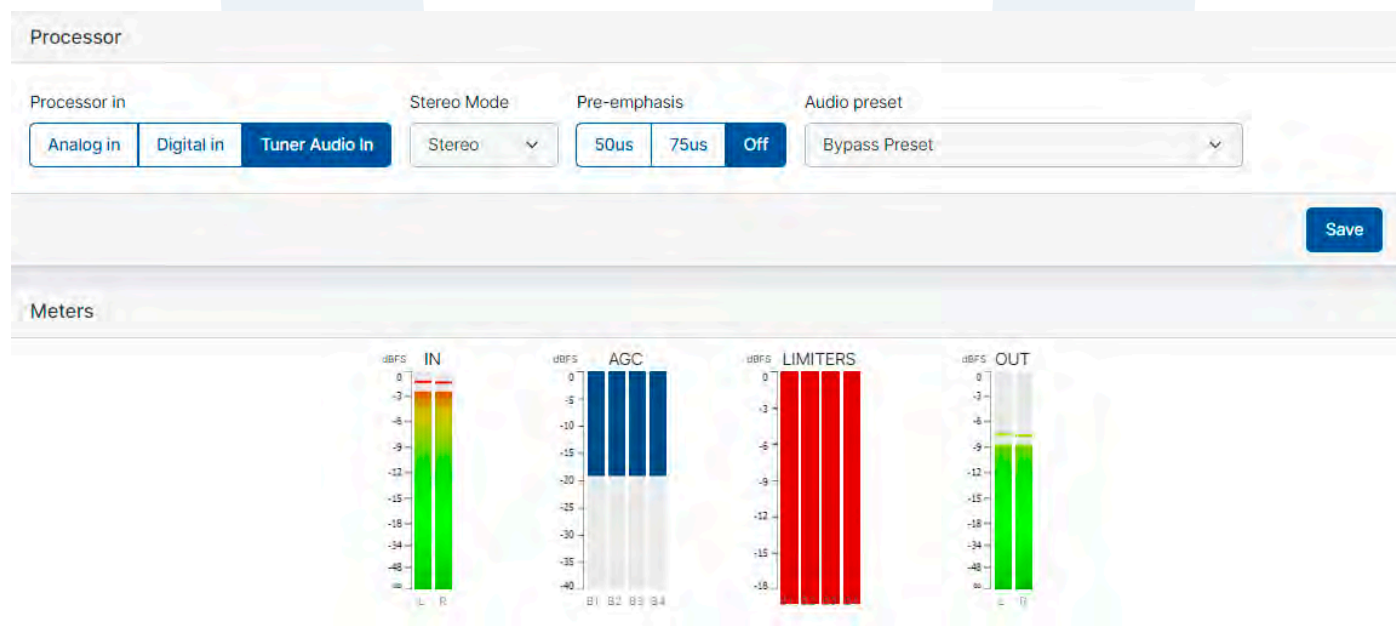 Processor
Processor in Stereo Mode Pre-emphasis Audio preset
Analog in Digital in Tuner Audio In Stereo 50us 75us Off Bypass Preset
Save
Meters
dBFS IN dBFS AGC dBFS LIMITERS dBFS OUT
0 0 0 0
-3 -5 -3 -3
-6 -10 -6 -6
-9 -15 -9 -9
-12 -20 -12 -12
-15 -25 -15 -15
-18 -30 -18 -18
-34 -35 -34
-48 -40 -48
∞ ∞
L R B1 B2 B3 B4 L R